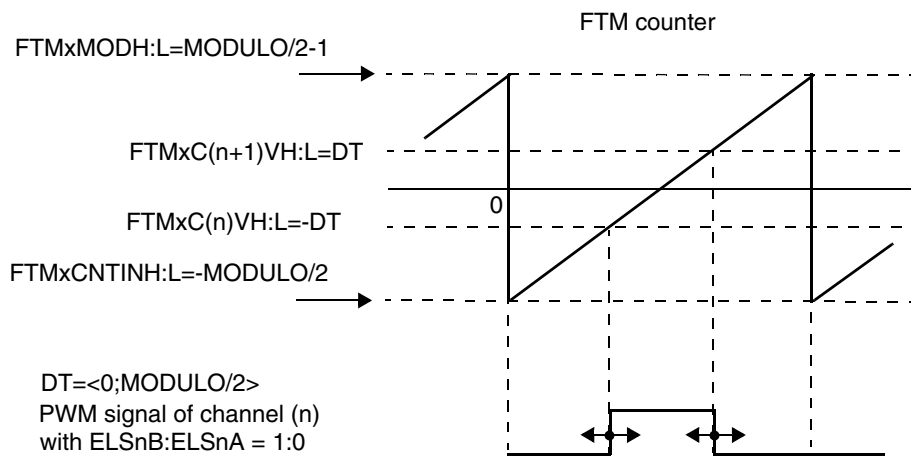 FTM counter
FTMxMODH:L=MODULO/2-1
FTMxC(n+1)VH:L=DT
0
FTMxC(n)VH:L=-DT
FTMxCNTINH:L=-MODULO/2
DT=<0;MODULO/2>
PWM signal of channel (n)
with ELSnB:ELSnA = 1:0